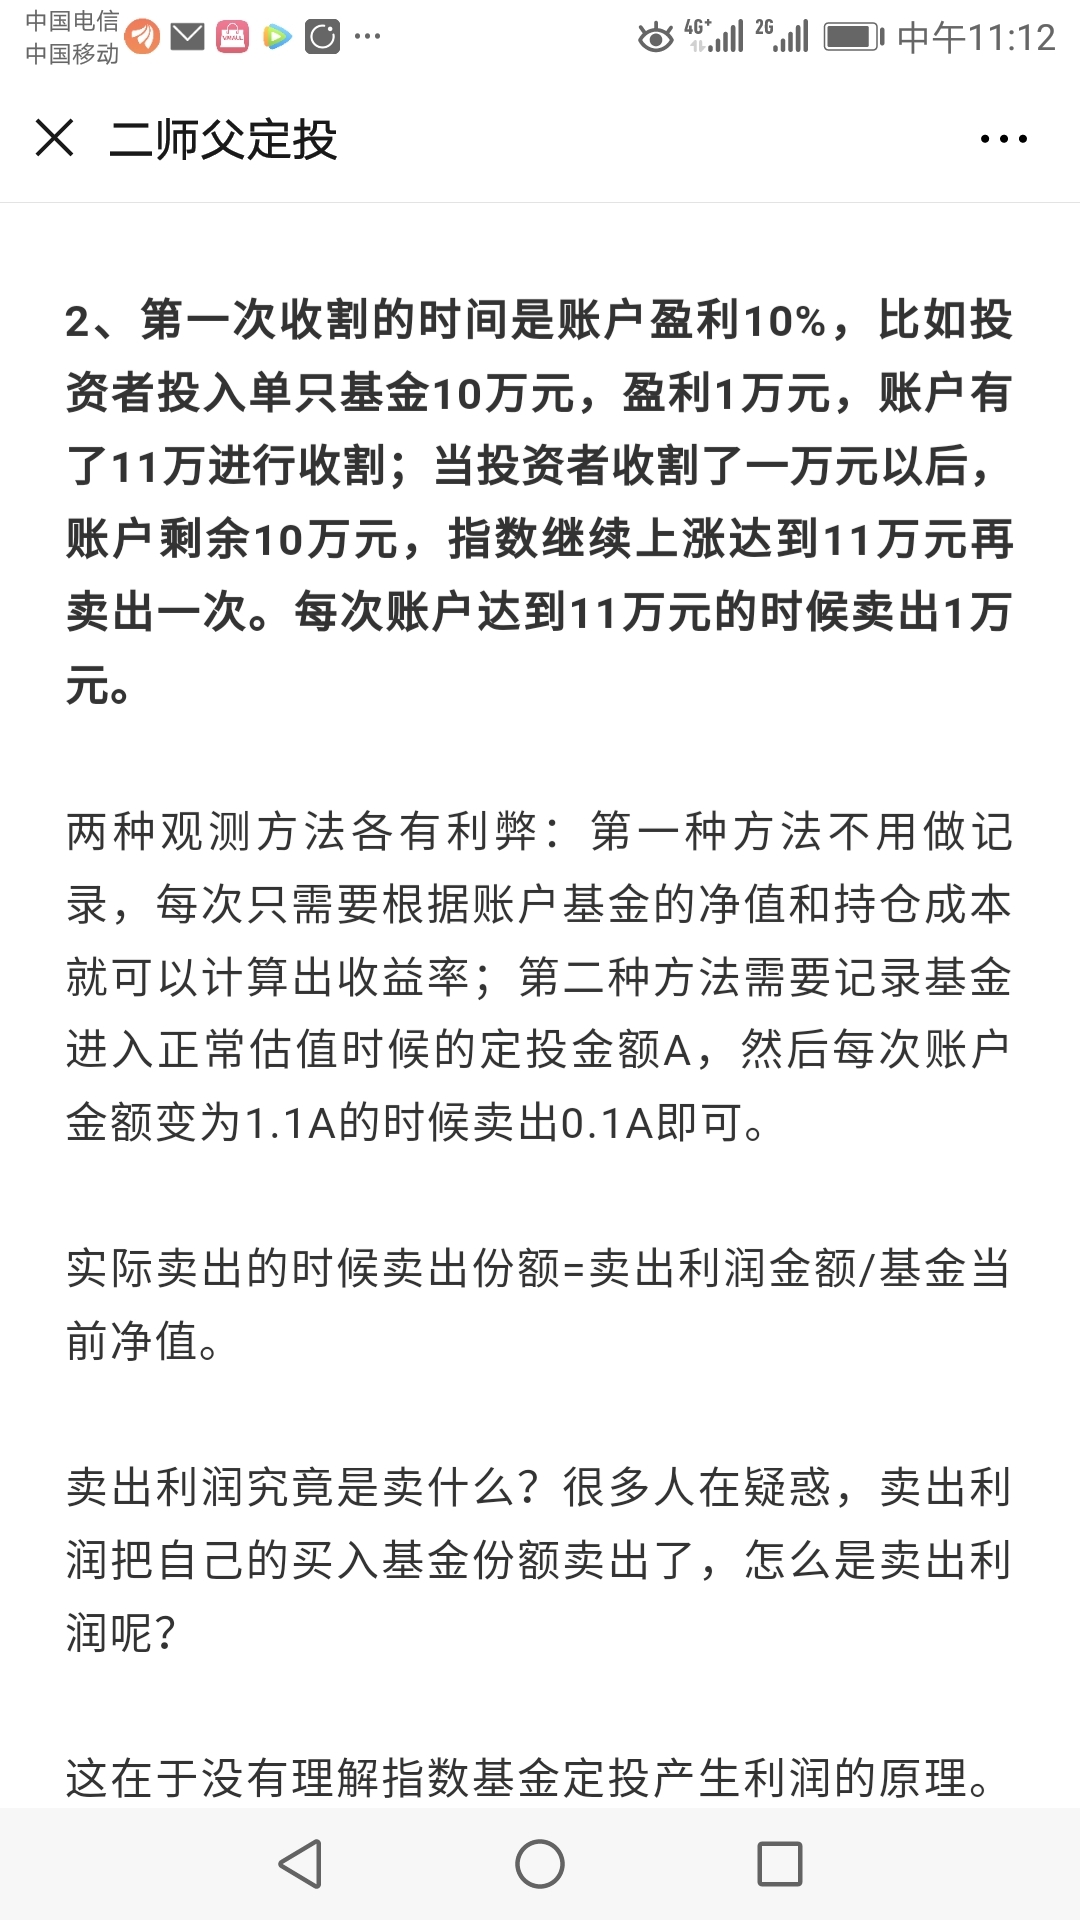 中国电信
中国移动
4G+
2G
中午11:12
二师父定投
2、第一次收割的时间是账户盈利10%，比如投
资者投入单只基金10万元，盈利1万元，账户有
了11万进行收割；当投资者收割了一万元以后，
账户剩余10万元，指数继续上涨达到11万元再
卖出一次。每次账户达到11万元的时候卖出1万
元。
两种观测方法各有利弊：第一种方法不用做记
录，每次只需要根据账户基金的净值和持仓成本
就可以计算出收益率；第二种方法需要记录基金
进入正常估值时候的定投金额A，然后每次账户
金额变为1.1A的时候卖出0.1A即可。
实际卖出的时候卖出份额=卖出利润金额/基金当
前净值。
卖出利润究竟是卖什么？很多人在疑惑，卖出利
润把自己的买入基金份额卖出了，怎么是卖出利
润呢？
这在于没有理解指数基金定投产生利润的原理。